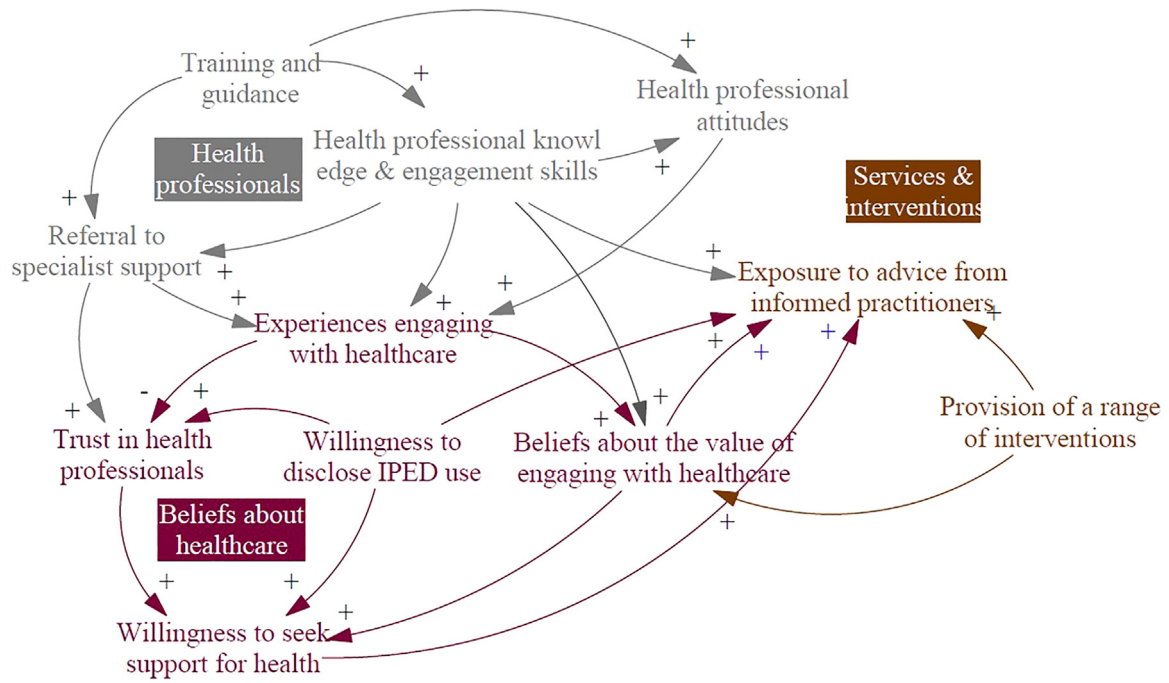 Training and
guidance
Health professional
attitudes
Health professional knowl
edge & engagement skills
Health
professionals
Services &
interventions
Referral to
specialist support
Exposure to advice from
informed practitioners
Experiences engaging
with healthcare
Provision of a range
of interventions
Trust in health
professionals
Willingness to
disclose IPED use
Beliefs about the value of
engaging with healthcare
Beliefs about
healthcare
Willingness to seek
support for health
+
+
+
+
+
+
+
+
+
+
+
+
+
+
-
+
+
+
+
+
+
+
+